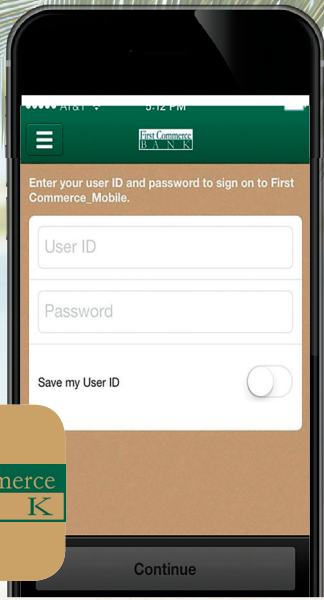 AT&T 5:12 PM
First Commerce
BANK
Enter your user ID and password to sign on to First
Commerce_Mobile.
User ID
Password
Save my User ID
merce
K
Continue